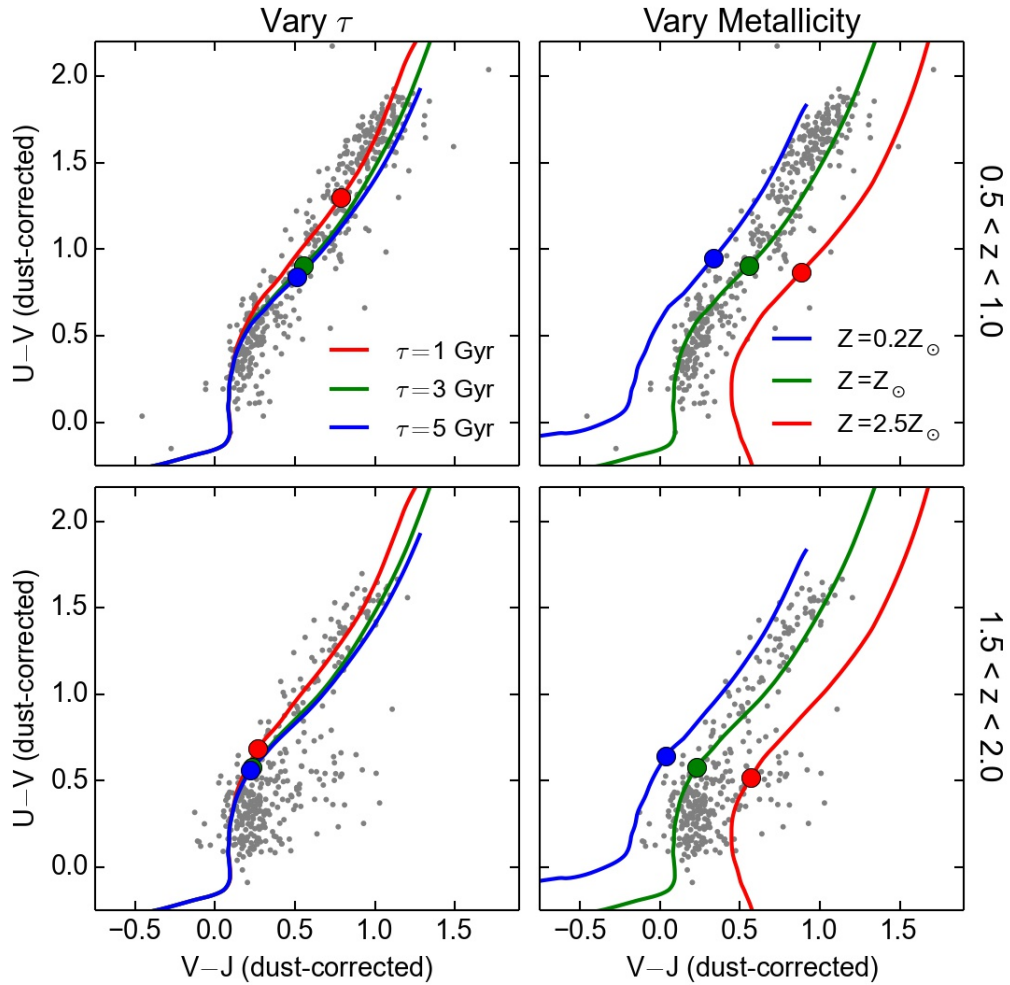 Vary τ
Vary Metallicity
2.0
1.5
1.0
0.5
0.0
U−V (dust-corrected)
τ=1 Gyr
τ=3 Gyr
τ=5 Gyr
Z=0.2Z⊙
Z=Z⊙
Z=2.5Z⊙
0.5 < z < 1.0
2.0
1.5
1.0
0.5
0.0
U−V (dust-corrected)
1.5 < z < 2.0
−0.5 0.0 0.5 1.0 1.5
−0.5 0.0 0.5 1.0 1.5
V−J (dust-corrected)
V−J (dust-corrected)